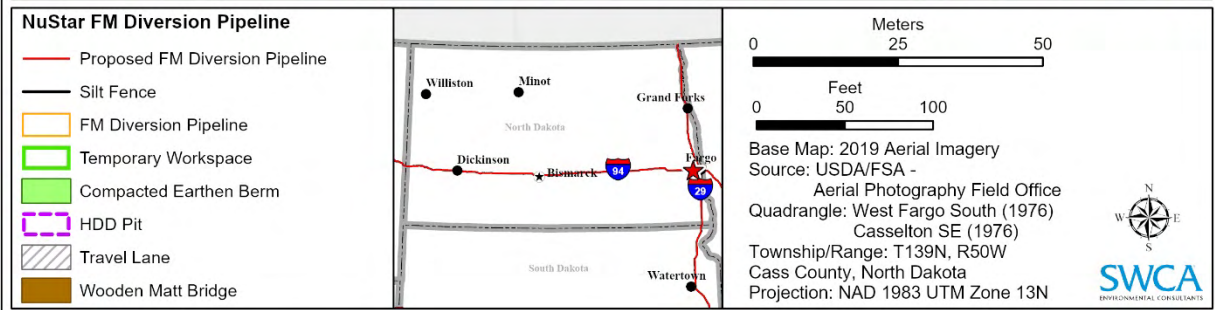 NuStar FM Diversion Pipeline
Proposed FM Diversion Pipeline
Silt Fence
FM Diversion Pipeline
Temporary Workspace
Compacted Earthen Berm
HDD Pit
Travel Lane
Wooden Matt Bridge
Williston
Minot
Grand Forks
North Dakota
Dickinson
Bismarck
94
Fargo
29
South Dakota
Watertown
Meters
0 25 50
Feet
0 50 100
Base Map: 2019 Aerial Imagery
Source: USDA/FSA -
Aerial Photography Field Office
Quadrangle: West Fargo South (1976)
Casselton SE (1976)
Township/Range: T139N, R50W
Cass County, North Dakota
Projection: NAD 1983 UTM Zone 13N
N
W E
S
SWCA
ENVIRONMENTAL CONSULTANTS